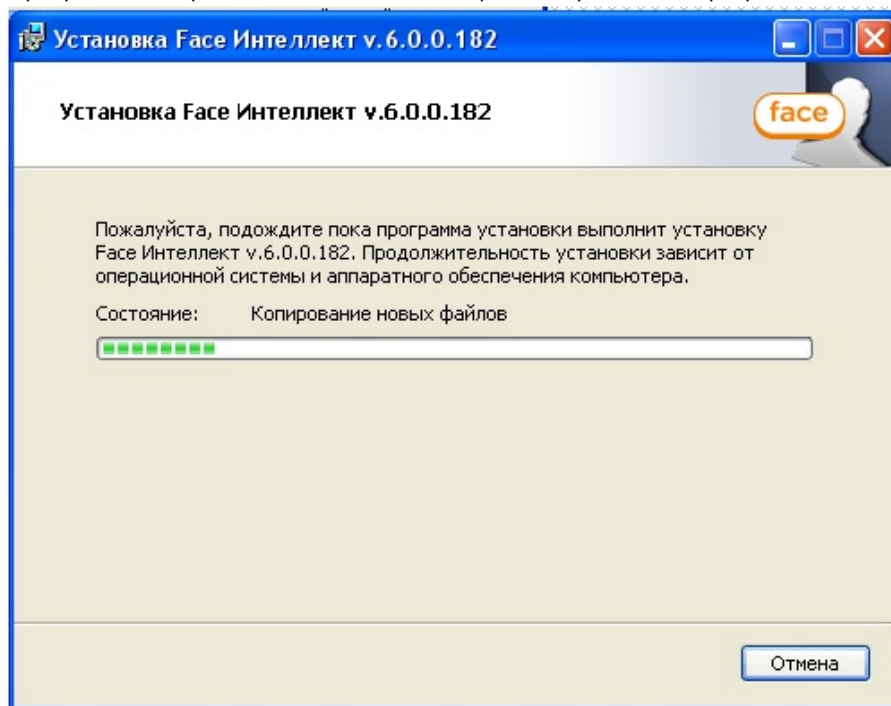 Установка Face Интеллект v.6.0.0.182
Установка Face Интеллект v.6.0.0.182
face
Пожалуйста, подождите пока программа установки выполнит установку
Face Интеллект v.6.0.0.182. Продолжительность установки зависит от
операционной системы и аппаратного обеспечения компьютера.
Состояние: Копирование новых файлов
Отмена